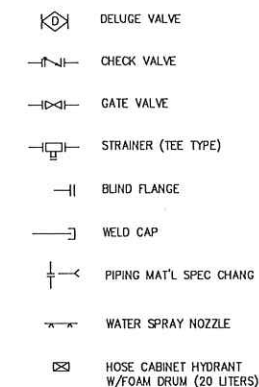 D DELUGE VALVE
CHECK VALVE
GATE VALVE
STRAINER (TEE TYPE)
BLIND FLANGE
WELD CAP
PIPING MAT'L SPEC CHANG
WATER SPRAY NOZZLE
HOSE CABINET HYDRANT
W/FOAM DRUM (20 LITERS)